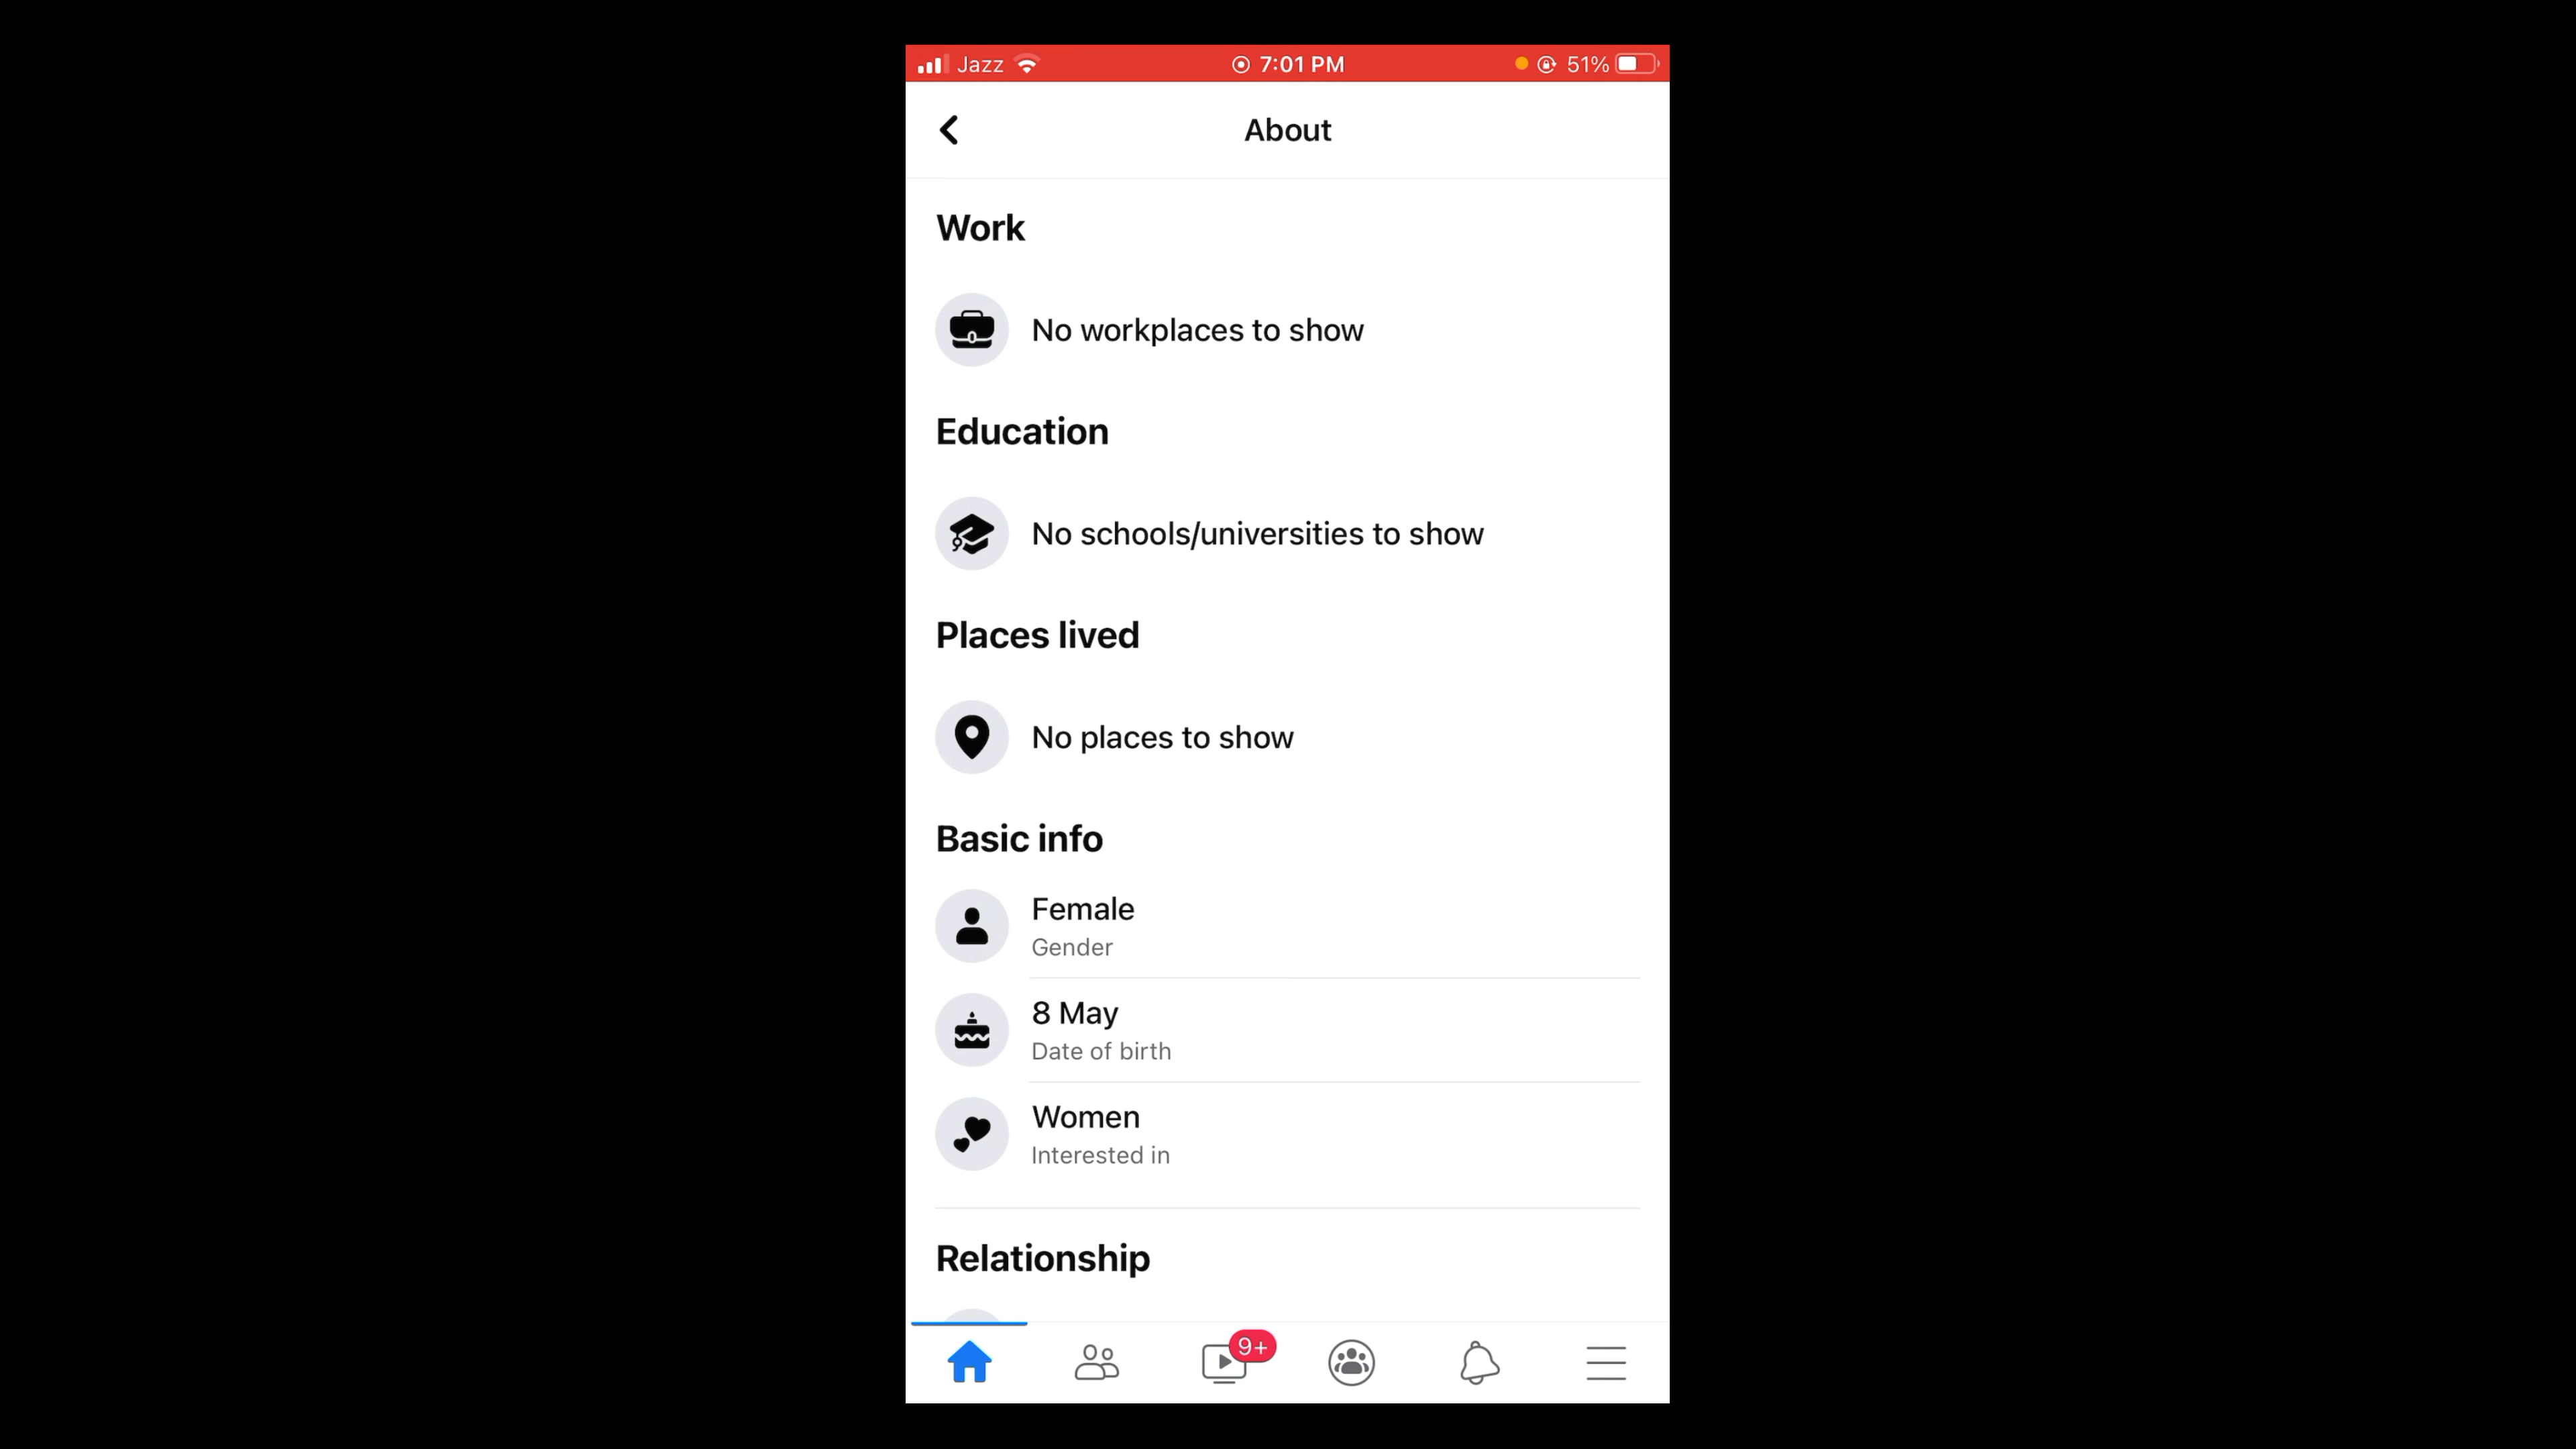 Jazz 7:01 PM 51%
About
Work
No workplaces to show
Education
No schools/universities to show
Places lived
No places to show
Basic info
Female
Gender
8 May
Date of birth
Women
Interested in
Relationship
9+